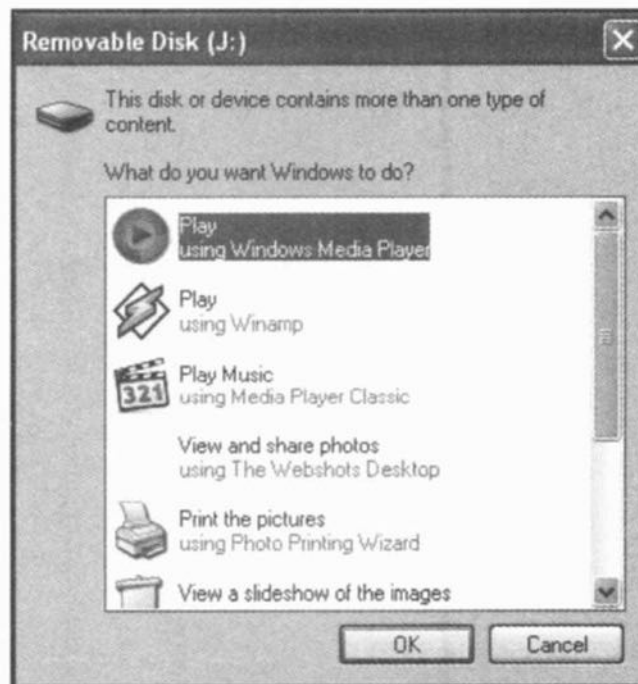 Removable Disk (J:)
This disk or device contains more than one type of
content.
What do you want Windows to do?
Play
using Windows Media Player
Play
using Winamp
321
Play Music
using Media Player Classic
View and share photos
using The Webshots Desktop
Print the pictures
using Photo Printing Wizard
View a slideshow of the images
OK
Cancel